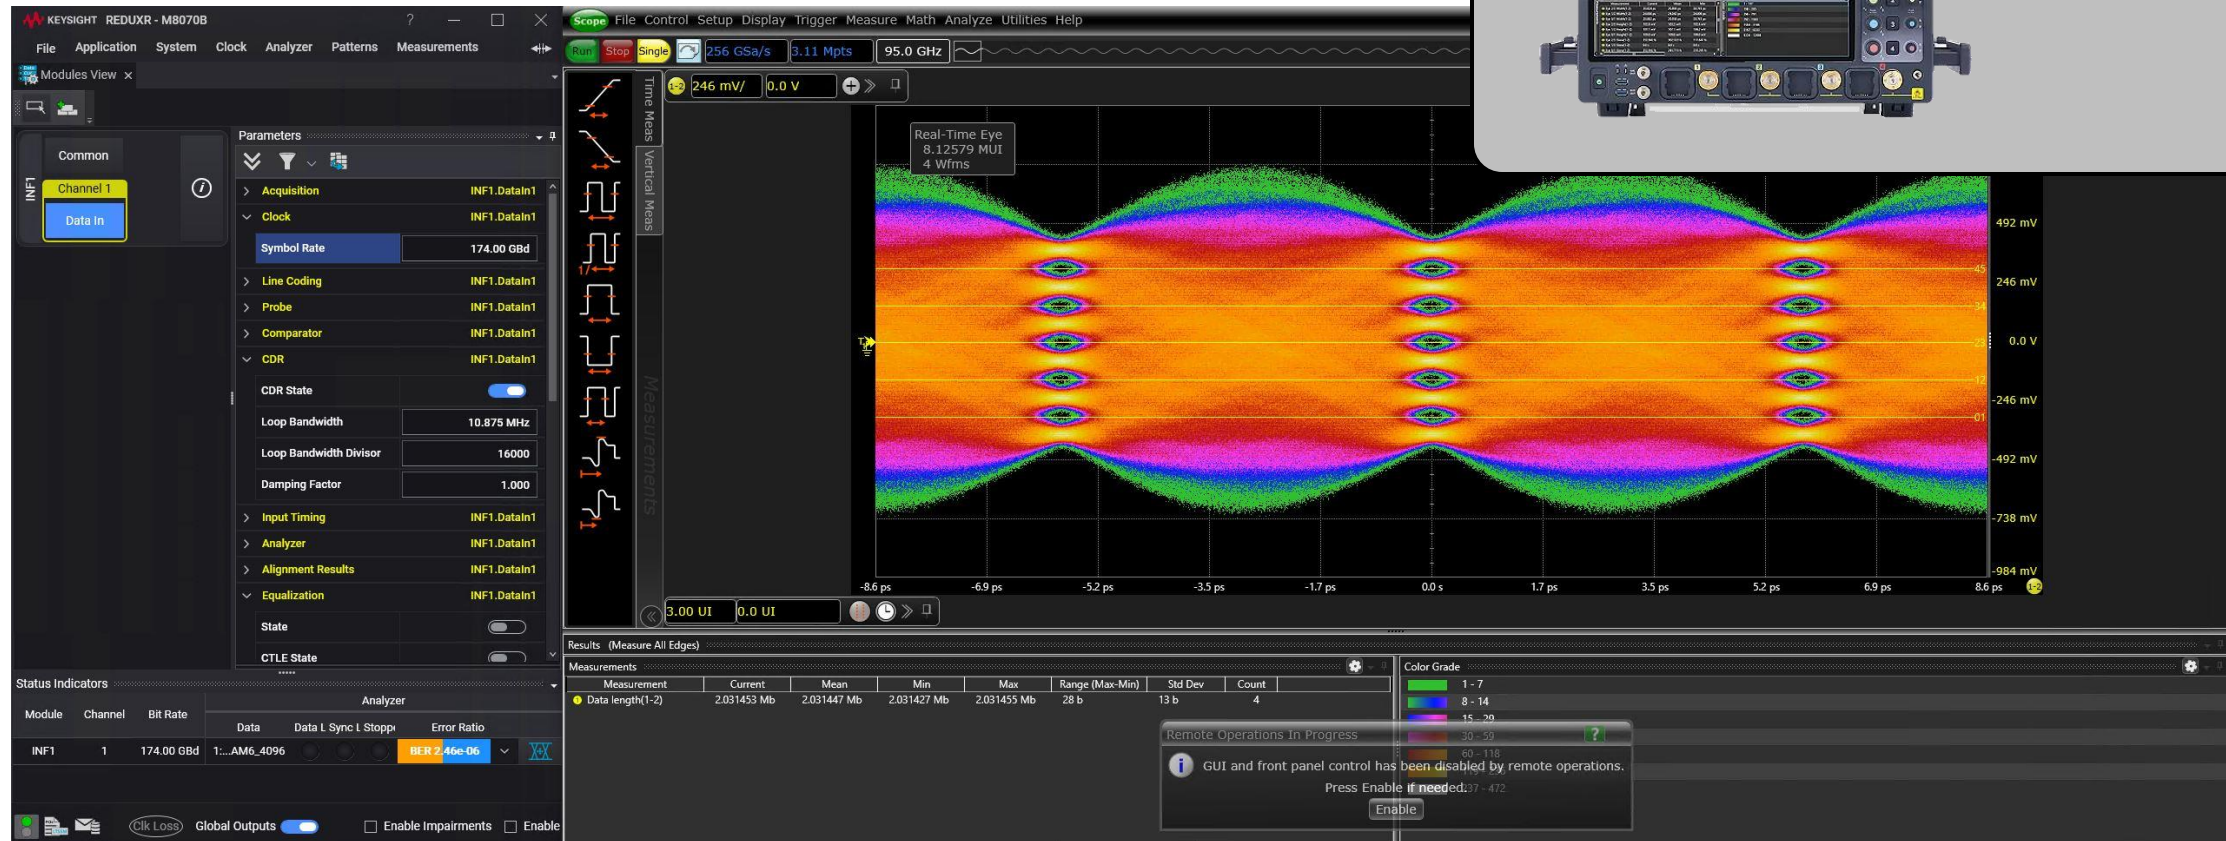 KEYSIGHT REDUXR - M8070B
File Application System Clock Analyzer Patterns Measurements
Modules View
Parameters
INF1
Common
Channel 1
Data In
Acquisition INF1.DataIn1
Clock INF1.DataIn1
Symbol Rate 174.00 GBd
Line Coding INF1.DataIn1
Probe INF1.DataIn1
Comparator INF1.DataIn1
CDR INF1.DataIn1
CDR State
Loop Bandwidth 10.875 MHz
Loop Bandwidth Divisor 16000
Damping Factor 1.000
Input Timing INF1.DataIn1
Analyzer INF1.DataIn1
Alignment Results INF1.DataIn1
Equalization INF1.DataIn1
State
CTLE State
Status Indicators
Analyzer
Module Channel Bit Rate
Data Data L Sync L Stopp Error Ratio
INF1 1 174.00 GBd 1:...AM6_4096 BER 2.46e-06
Clk Loss Global Outputs Enable Impairments Enable
Scope File Control Setup Display Trigger Measure Math Analyze Utilities Help
Run Stop Single 256 GSa/s 3.11 Mpts 95.0 GHz
1-2 246 mV/ 0.0 V
Time Meas
Vertical Meas
Measurements
Real-Time Eye
8.12579 MUI
4 Wfms
492 mV
246 mV
0.0 V
-246 mV
-492 mV
-738 mV
-984 mV
45
34
23
12
01
-8.6 ps -6.9 ps -5.2 ps -3.5 ps -1.7 ps 0.0 s 1.7 ps 3.5 ps 5.2 ps 6.9 ps 8.6 ps 1-2
3.00 UI 0.0 UI
Results (Measure All Edges)
Measurements
Measurement Current Mean Min Max Range (Max-Min) Std Dev Count
Data length(1-2) 2.031453 Mb 2.031447 Mb 2.031427 Mb 2.031455 Mb 28 b 13 b 4
Color Grade
1 - 7
8 - 14
15 - 29
30 - 59
60 - 118
237 - 472
Remote Operations In Progress ?
GUI and front panel control has been disabled by remote operations.
Press Enable if needed.
Enable